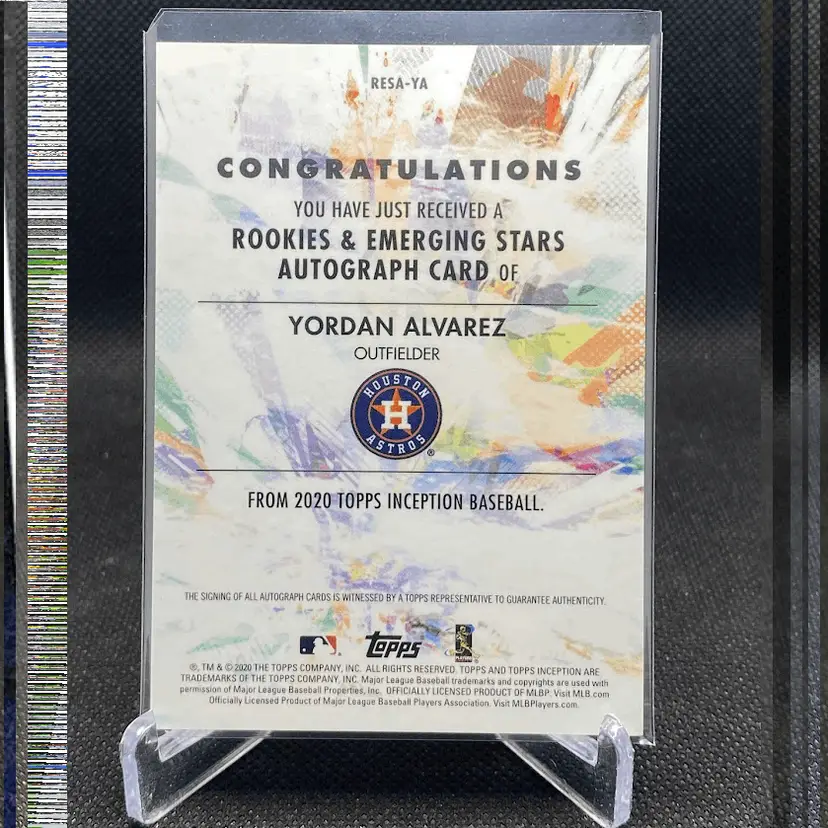 RESA-YA
CONGRATULATIONS
YOU HAVE JUST RECEIVED A
ROOKIES & EMERGING STARS
AUTOGRAPH CARD OF
YORDAN ALVAREZ
OUTFIELDER
HOUSTON
H
ASTROS
®
FROM 2020 TOPPS INCEPTION BASEBALL.
THE SIGNING OF ALL AUTOGRAPH CARDS IS WITNESSED BY A TOPPS REPRESENTATIVE TO GUARANTEE AUTHENTICITY.
topps
®, TM & © 2020 THE TOPPS COMPANY, INC. ALL RIGHTS RESERVED. TOPPS AND TOPPS INCEPTION ARE
TRADEMARKS OF THE TOPPS COMPANY, INC. Major League Baseball trademarks and copyrights are used with
permission of Major League Baseball Properties, Inc. OFFICIALLY LICENSED PRODUCT OF MLBP. Visit MLB.com
Officially Licensed Product of Major League Baseball Players Association. Visit MLBPlayers.com.